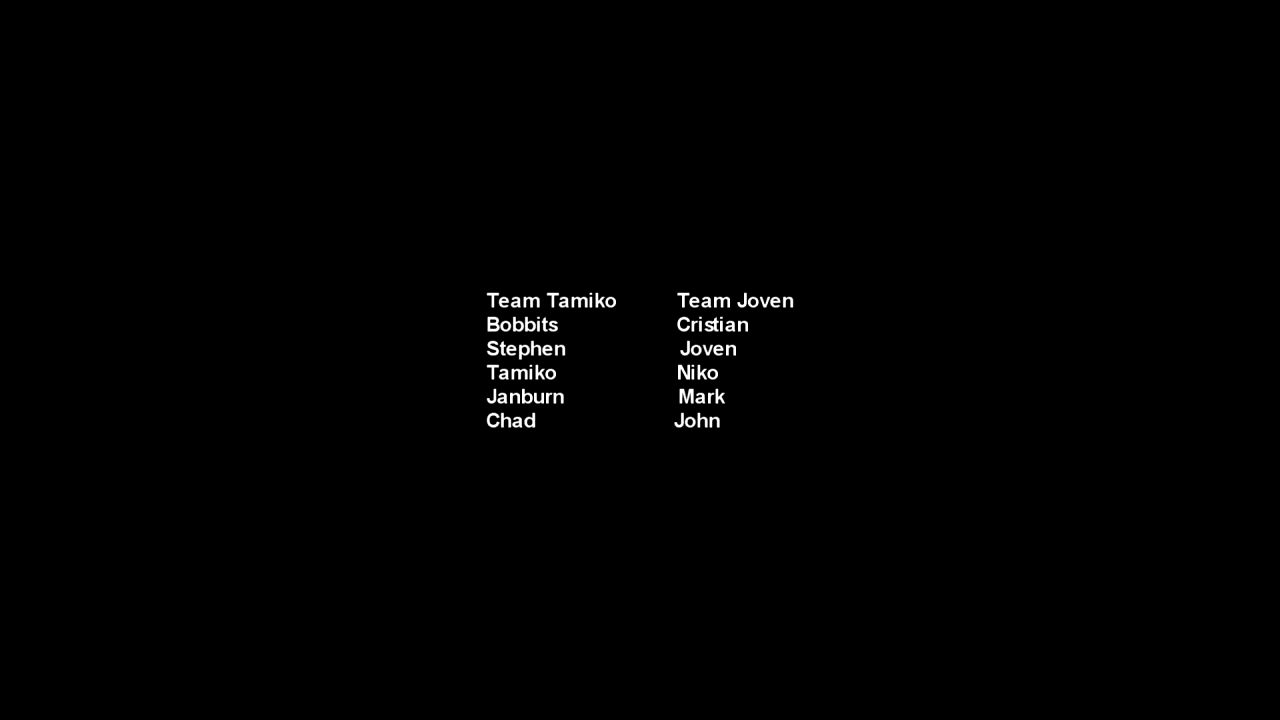 Team Tamiko Team Joven
Bobbits Cristian
Stephen Joven
Tamiko Niko
Janburn Mark
Chad John